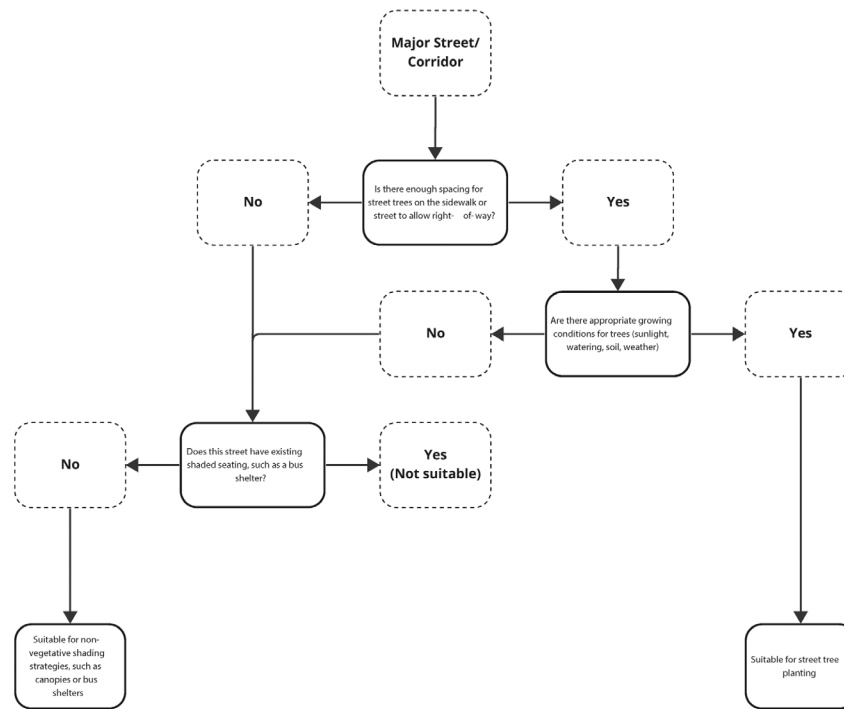 Major Street/
Corridor
No
Is there enough spacing for
street trees on the sidewalk or
street to allow right- of-way?
Yes
No
Are there appropriate growing
conditions for trees (sunlight,
watering, soil, weather)
Yes
No
Does this street have existing
shaded seating, such as a bus
shelter?
Yes
(Not suitable)
Suitable for non-
vegetative shading
strategies, such as
canopies or bus
shelters
Suitable for street tree
planting